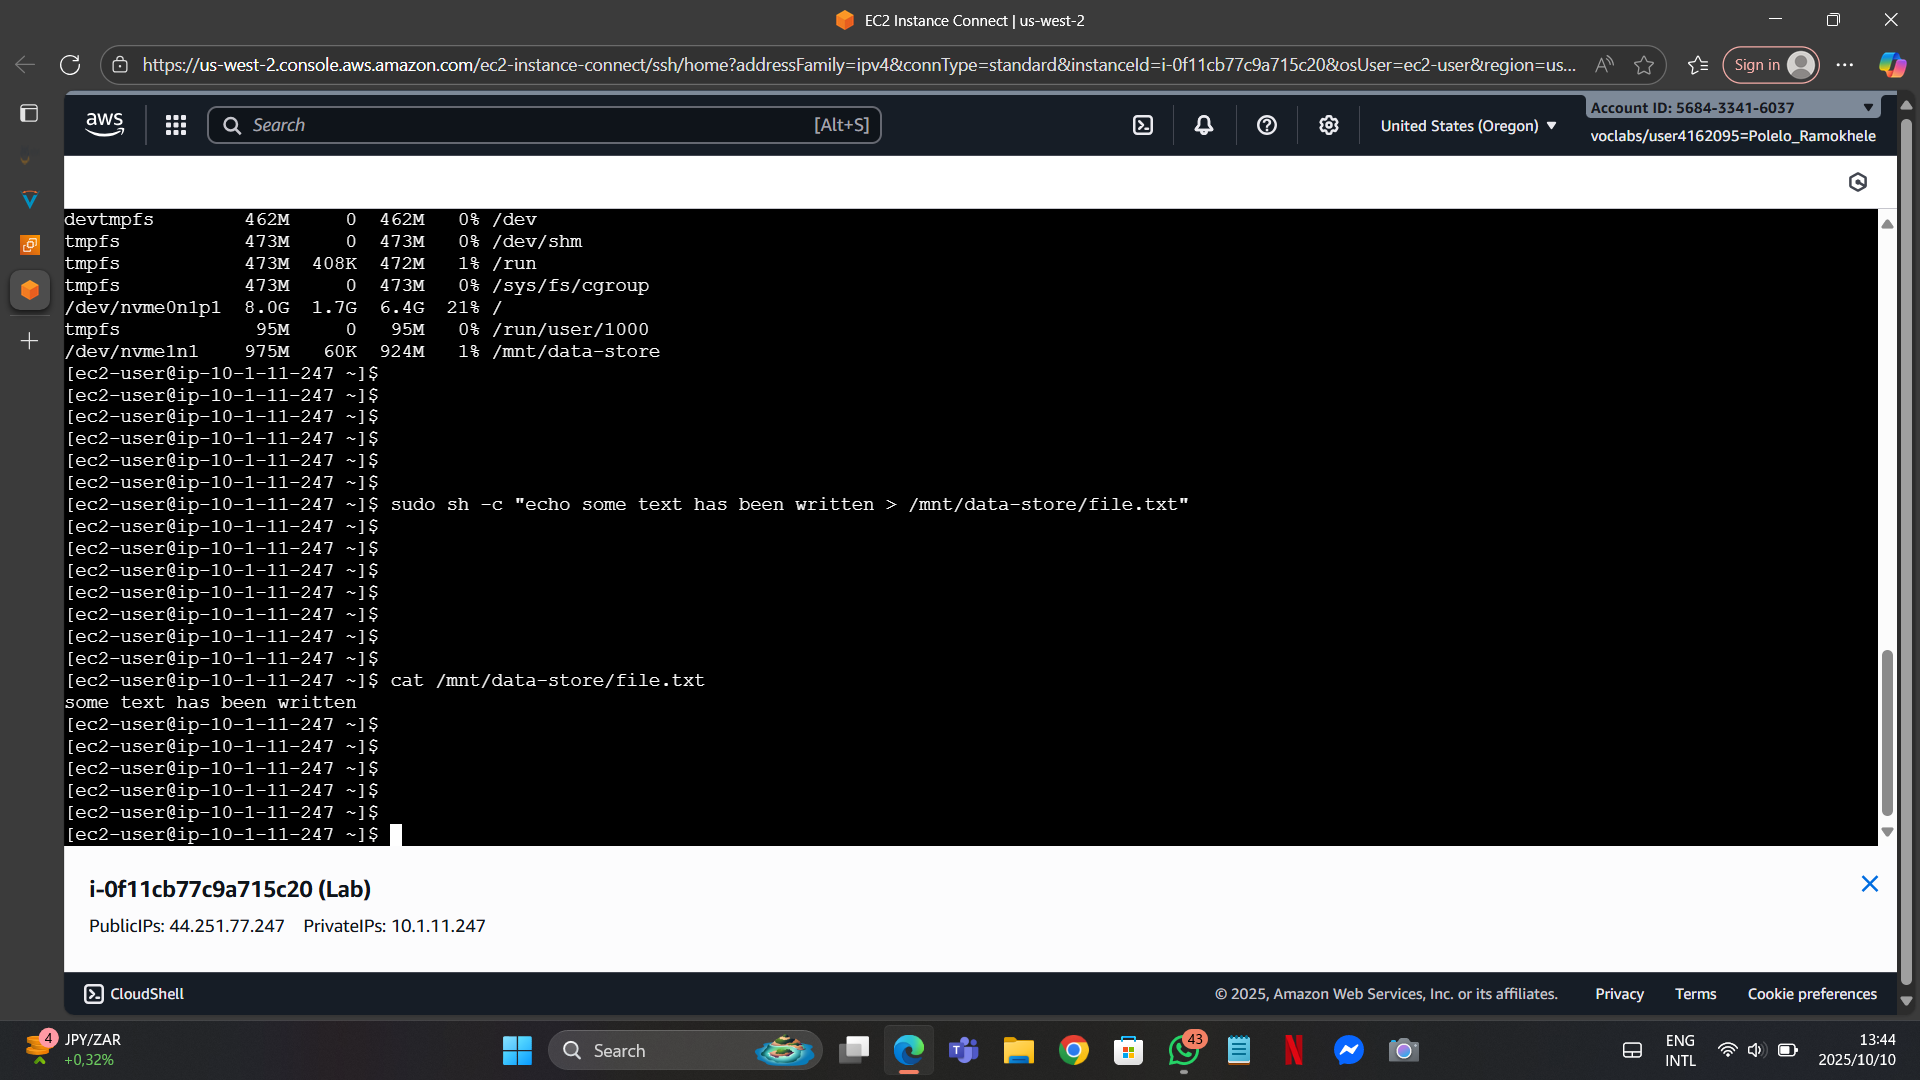 EC2 Instance Connect | us-west-2
https://us-west-2.console.aws.amazon.com/ec2-instance-connect/ssh/home?addressFamily=ipv4&connType=standard&instanceId=i-0f11cb77c9a715c20&osUser=ec2-user&region=us...
Sign in
aws
Search
[Alt+S]
United States (Oregon)
Account ID: 5684-3341-6037
voclabs/user4162095=Polelo_Ramokhele
devtmpfs        462M     0  462M   0% /dev
tmpfs           473M     0  473M   0% /dev/shm
tmpfs           473M  408K  472M   1% /run
tmpfs           473M     0  473M   0% /sys/fs/cgroup
/dev/nvme0n1p1  8.0G  1.7G  6.4G  21% /
tmpfs            95M     0   95M   0% /run/user/1000
/dev/nvme1n1    975M   60K  924M   1% /mnt/data-store
[ec2-user@ip-10-1-11-247 ~]$
[ec2-user@ip-10-1-11-247 ~]$
[ec2-user@ip-10-1-11-247 ~]$
[ec2-user@ip-10-1-11-247 ~]$
[ec2-user@ip-10-1-11-247 ~]$
[ec2-user@ip-10-1-11-247 ~]$
[ec2-user@ip-10-1-11-247 ~]$ sudo sh -c "echo some text has been written > /mnt/data-store/file.txt"
[ec2-user@ip-10-1-11-247 ~]$
[ec2-user@ip-10-1-11-247 ~]$
[ec2-user@ip-10-1-11-247 ~]$
[ec2-user@ip-10-1-11-247 ~]$
[ec2-user@ip-10-1-11-247 ~]$
[ec2-user@ip-10-1-11-247 ~]$
[ec2-user@ip-10-1-11-247 ~]$
[ec2-user@ip-10-1-11-247 ~]$ cat /mnt/data-store/file.txt
some text has been written
[ec2-user@ip-10-1-11-247 ~]$
[ec2-user@ip-10-1-11-247 ~]$
[ec2-user@ip-10-1-11-247 ~]$
[ec2-user@ip-10-1-11-247 ~]$
[ec2-user@ip-10-1-11-247 ~]$
[ec2-user@ip-10-1-11-247 ~]$
i-0f11cb77c9a715c20 (Lab)
PublicIPs: 44.251.77.247 PrivateIPs: 10.1.11.247
CloudShell
© 2025, Amazon Web Services, Inc. or its affiliates.
Privacy
Terms
Cookie preferences
4
JPY/ZAR
+0,32%
Search
43
ENG
INTL
13:44
2025/10/10